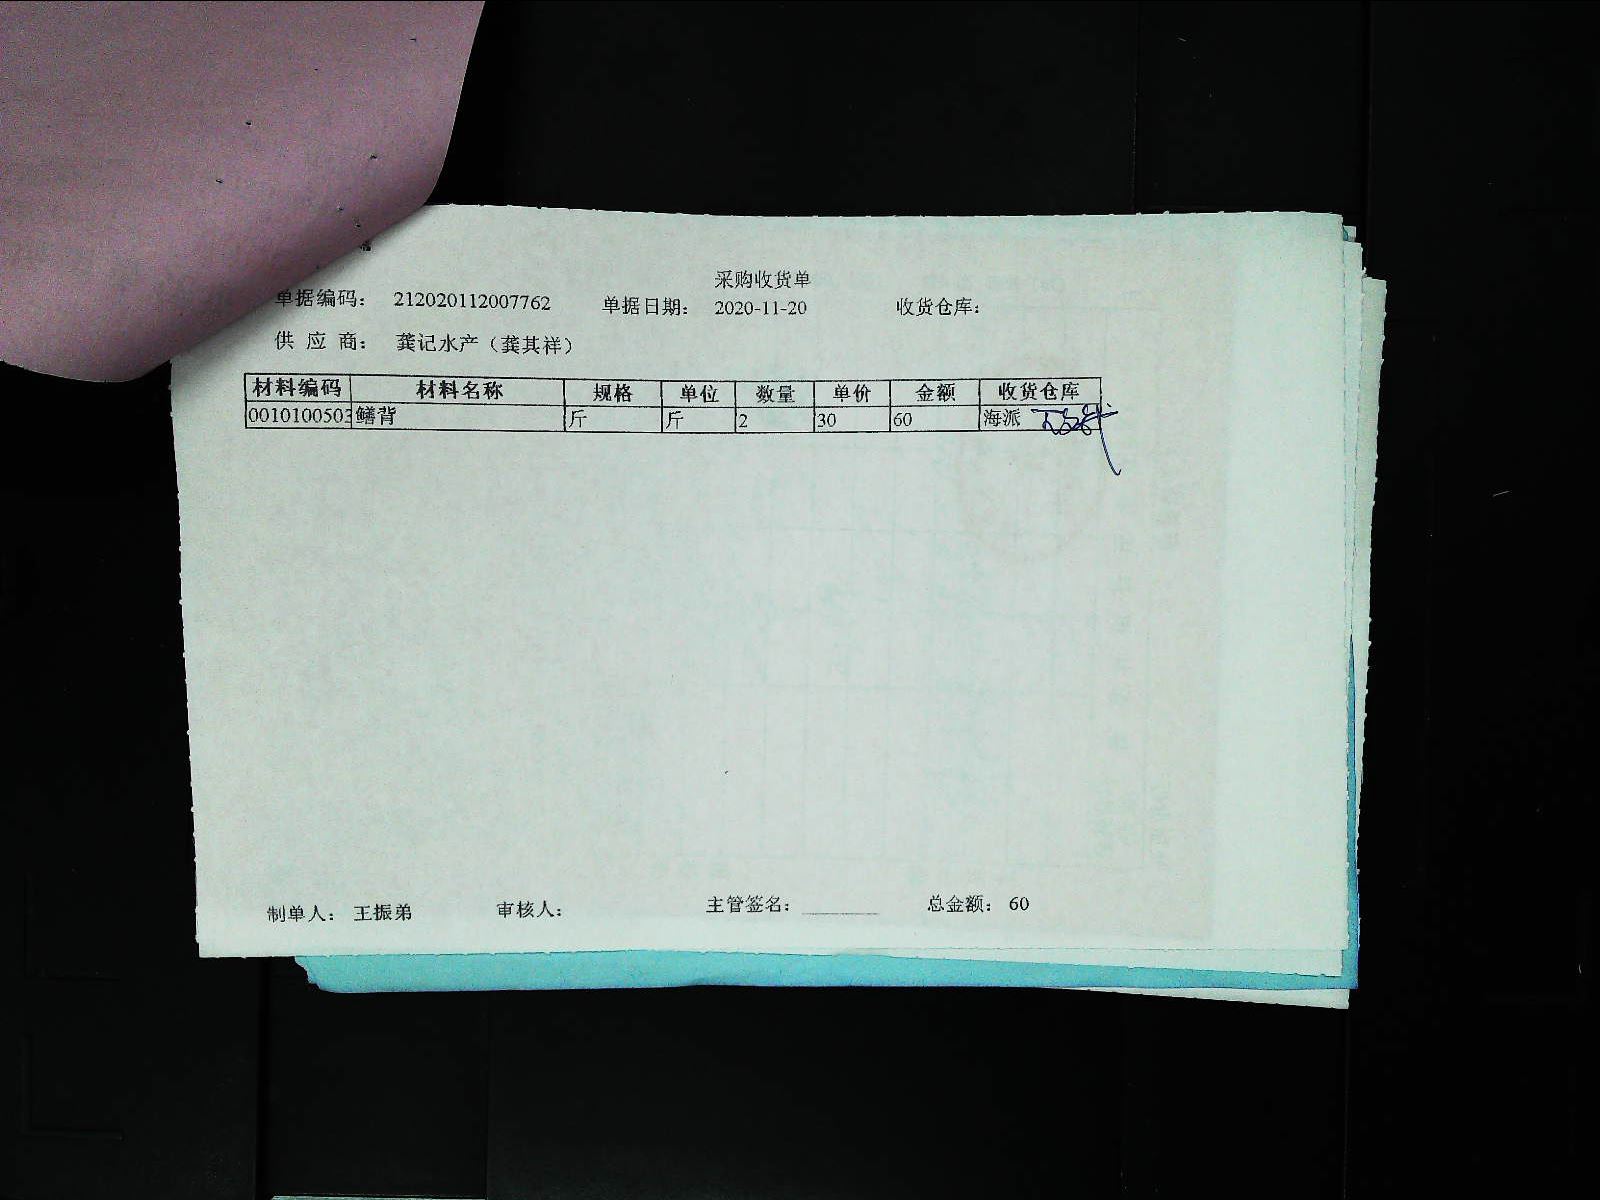 采购收货单
单据编码： 212020112007762 单据日期： 2020-11-20 收货仓库：
供 应 商： 龚记水产（龚其祥）
材料编码 材料名称 规格 单位 数量 单价 金额 收货仓库
0010100503 鳝背 斤 斤 2 30 60 海派
制单人： 王振弟 审核人： 主管签名： ________ 总金额： 60